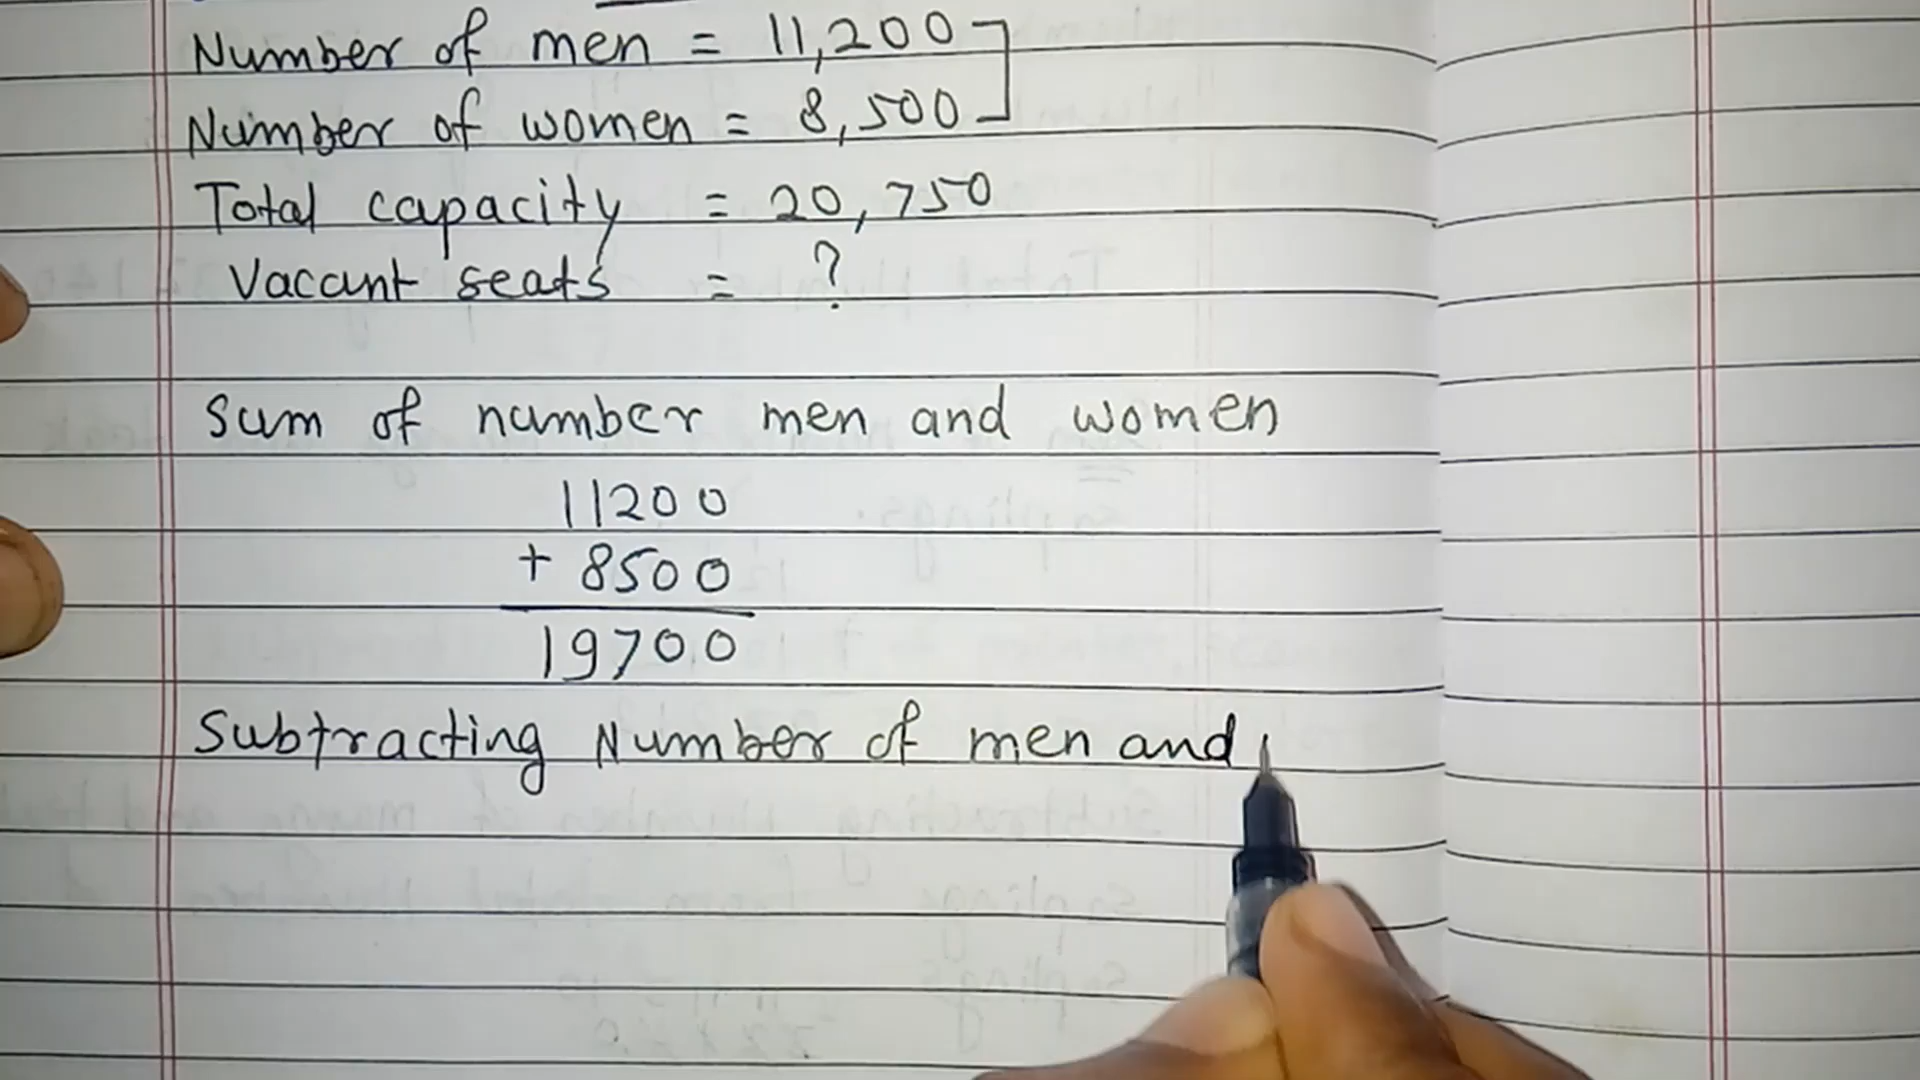 Number of men = 11,200
Number of women = 8,500
Total capacity = 20,750
Vacant seats = ?
Sum of number men and women
11200
+ 8500
19700
Subtracting Number of men and